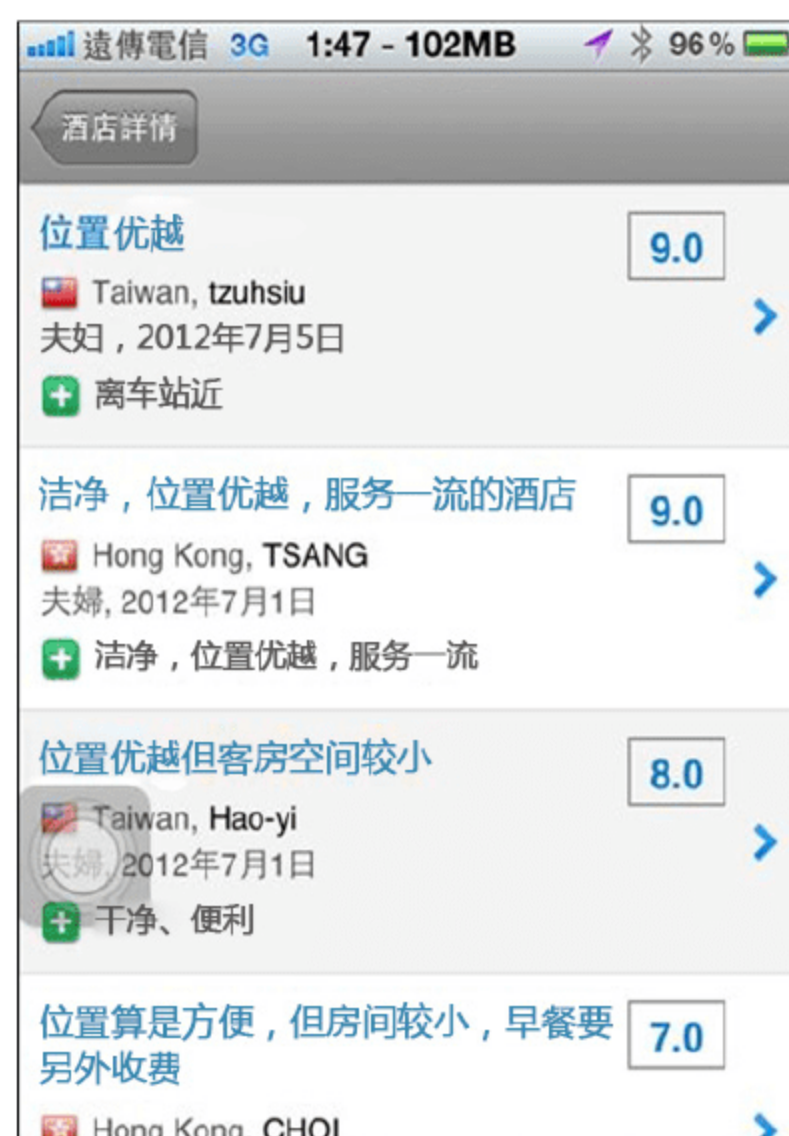 遠傳電信 3G 1:47 - 102MB 96%
酒店詳情
位置优越
9.0
Taiwan, tzuhsiu
夫妇，2012年7月5日
离车站近
洁净，位置优越，服务一流的酒店
9.0
Hong Kong, TSANG
夫婦, 2012年7月1日
洁净，位置优越，服务一流
位置优越但客房空间较小
8.0
Taiwan, Hao-yi
夫婦, 2012年7月1日
干净、便利
位置算是方便，但房间较小，早餐要
另外收费
7.0
Hong Kong, CHOI